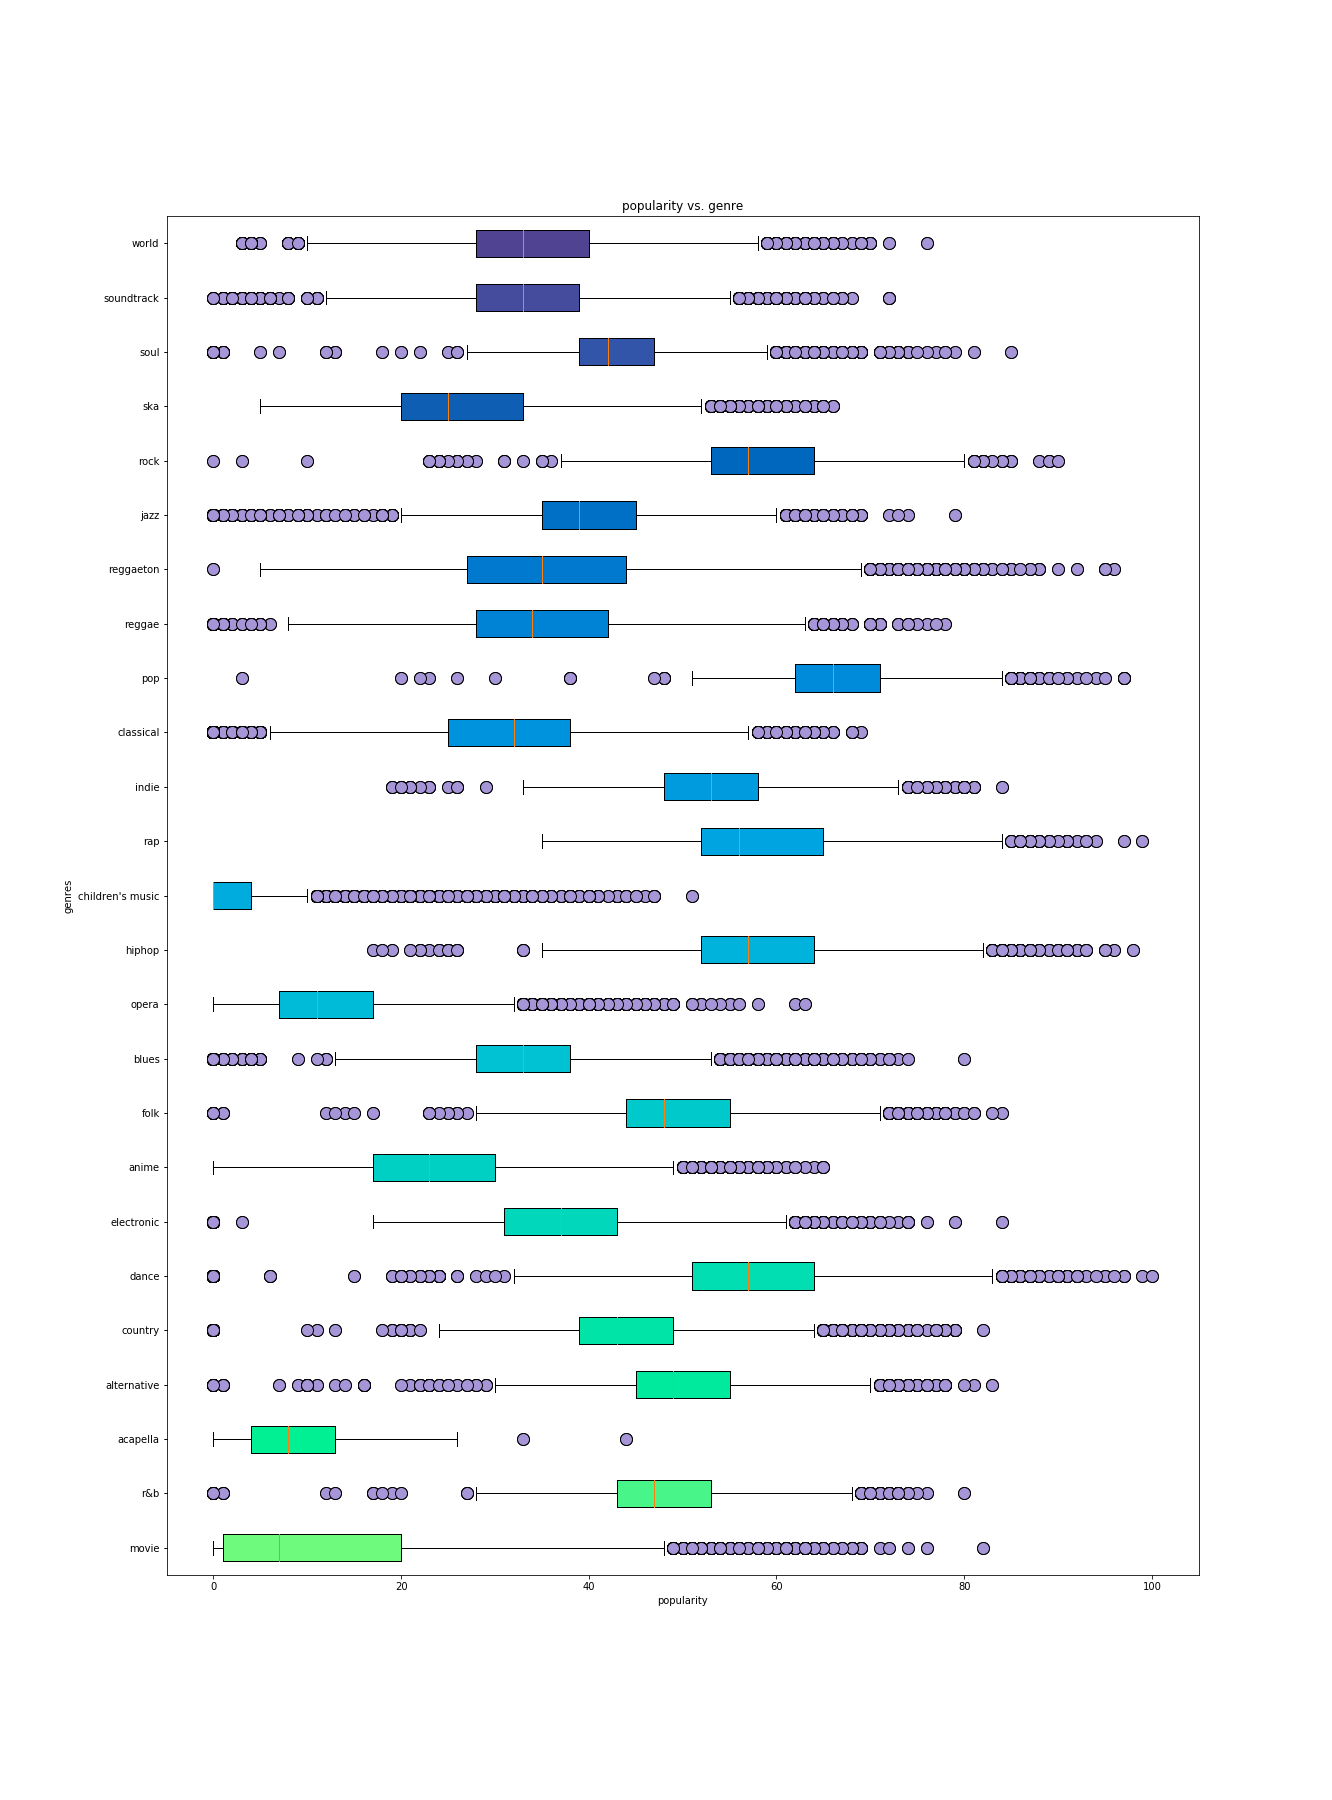 popularity vs. genre
world
soundtrack
soul
ska
rock
jazz
reggaeton
reggae
pop
classical
indie
rap
children's music
hiphop
opera
blues
folk
anime
electronic
dance
country
alternative
acapella
r&b
movie
genres
0 20 40 60 80 100
popularity